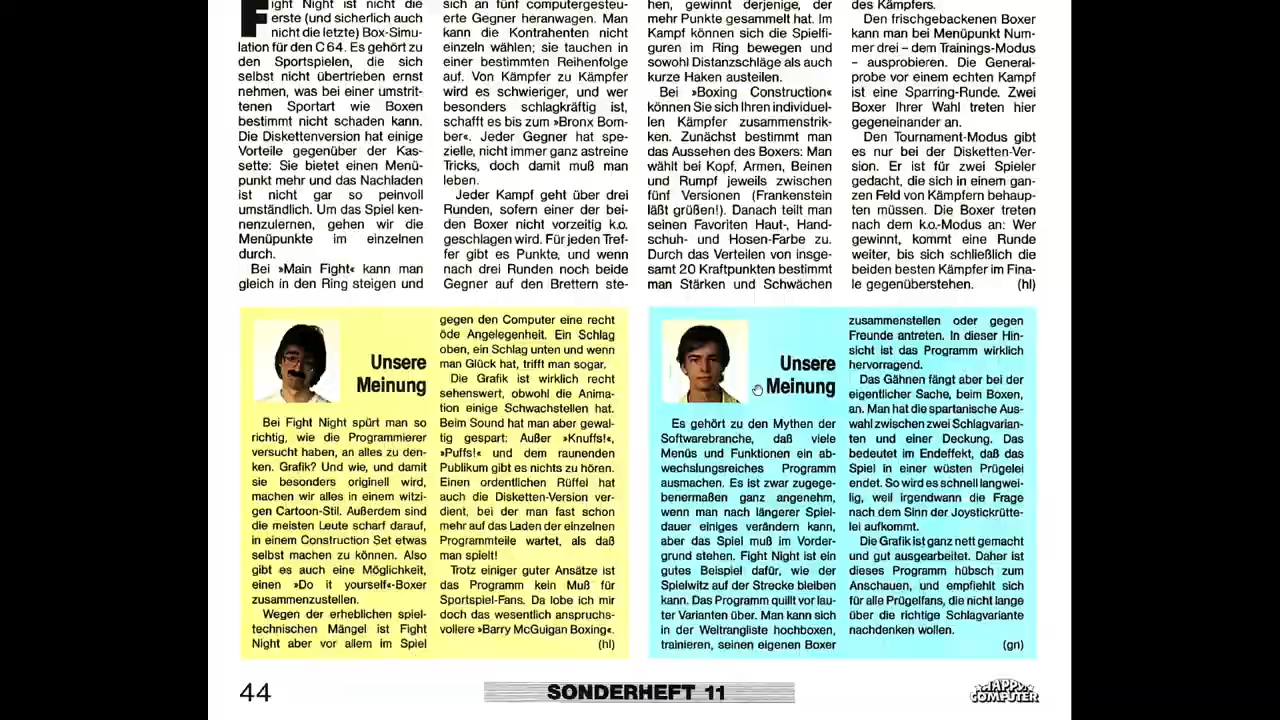 Fight Night ist nicht die
erste (und sicherlich auch
nicht die letzte) Box-Simu-
lation für den C 64. Es gehört zu
den Sportspielen, die sich
selbst nicht übertrieben ernst
nehmen, was bei einer umstrit-
tenen Sportart wie Boxen
bestimmt nicht schaden kann.
Die Diskettenversion hat einige
Vorteile gegenüber der Kas-
sette: Sie bietet einen Menü-
punkt mehr und das Nachladen
ist nicht gar so peinvoll
umständlich. Um das Spiel ken-
nenzulernen, gehen wir die
Menüpunkte im einzelnen
durch.
Bei »Main Fight« kann man
gleich in den Ring steigen und
sich an fünf computergesteu-
erte Gegner heranwagen. Man
kann die Kontrahenten nicht
einzeln wählen; sie tauchen in
einer bestimmten Reihenfolge
auf. Von Kämpfer zu Kämpfer
wird es schwieriger, und wer
besonders schlagkräftig ist,
schafft es bis zum »Bronx Bom-
ber«. Jeder Gegner hat spe-
zielle, nicht immer ganz astreine
Tricks, doch damit muß man
leben.
Jeder Kampf geht über drei
Runden, sofern einer der bei-
den Boxer nicht vorzeitig k.o.
geschlagen wird. Für jeden Tref-
fer gibt es Punkte, und wenn
nach drei Runden noch beide
Gegner auf den Brettern ste-
hen, gewinnt derjenige, der
mehr Punkte gesammelt hat. Im
Kampf können sich die Spielfi-
guren im Ring bewegen und
sowohl Distanzschläge als auch
kurze Haken austeilen.
Bei »Boxing Construction«
können Sie sich Ihren individuel-
len Kämpfer zusammenstrik-
ken. Zunächst bestimmt man
das Aussehen des Boxers: Man
wählt bei Kopf, Armen, Beinen
und Rumpf jeweils zwischen
fünf Versionen (Frankenstein
läßt grüßen!). Danach teilt man
seinen Favoriten Haut-, Hand-
schuh- und Hosen-Farbe zu.
Durch das Verteilen von insge-
samt 20 Kraftpunkten bestimmt
man Stärken und Schwächen
des Kämpfers.
Den frischgebackenen Boxer
kann man bei Menüpunkt Num-
mer drei – dem Trainings-Modus
– ausprobieren. Die General-
probe vor einem echten Kampf
ist eine Sparring-Runde. Zwei
Boxer Ihrer Wahl treten hier
gegeneinander an.
Den Tournament-Modus gibt
es nur bei der Disketten-Ver-
sion. Er ist für zwei Spieler
gedacht, die sich in einem gan-
zen Feld von Kämpfern behaup-
ten müssen. Die Boxer treten
nach dem k.o.-Modus an: Wer
gewinnt, kommt eine Runde
weiter, bis sich schließlich die
beiden besten Kämpfer im Fina-
le gegenüberstehen. (hl)
Unsere
Meinung
Bei Fight Night spürt man so
richtig, wie die Programmierer
versucht haben, an alles zu den-
ken. Grafik? Und wie, und damit
sie besonders originell wird,
machen wir alles in einem witzi-
gen Cartoon-Stil. Außerdem sind
die meisten Leute scharf darauf,
in einem Construction Set etwas
selbst machen zu können. Also
gibt es auch eine Möglichkeit,
einen »Do it yourself«-Boxer
zusammenzustellen.
Wegen der erheblichen spiel-
technischen Mängel ist Fight
Night aber vor allem im Spiel
gegen den Computer eine recht
öde Angelegenheit. Ein Schlag
oben, ein Schlag unten und wenn
man Glück hat, trifft man sogar.
Die Grafik ist wirklich recht
sehenswert, obwohl die Anima-
tion einige Schwachstellen hat.
Beim Sound hat man aber gewal-
tig gespart: Außer »Knuffs!«,
»Puffs!« und dem raunenden
Publikum gibt es nichts zu hören.
Einen ordentlichen Rüffel hat
auch die Disketten-Version ver-
dient, bei der man fast schon
mehr auf das Laden der einzelnen
Programmteile wartet, als daß
man spielt!
Trotz einiger guter Ansätze ist
das Programm kein Muß für
Sportspiel-Fans. Da lobe ich mir
doch das wesentlich anspruchs-
vollere »Barry McGuigan Boxing«.
(hl)
Unsere
Meinung
Es gehört zu den Mythen der
Softwarebranche, daß viele
Menüs und Funktionen ein ab-
wechslungsreiches Programm
ausmachen. Es ist zwar zugege-
benermaßen ganz angenehm,
wenn man nach längerer Spiel-
dauer einiges verändern kann,
aber das Spiel muß im Vorder-
grund stehen. Fight Night ist ein
gutes Beispiel dafür, wie der
Spielwitz auf der Strecke bleiben
kann. Das Programm quillt vor lau-
ter Varianten über. Man kann sich
in der Weltrangliste hochboxen,
trainieren, seinen eigenen Boxer
zusammenstellen oder gegen
Freunde antreten. In dieser Hin-
sicht ist das Programm wirklich
hervorragend.
Das Gähnen fängt aber bei der
eigentlicher Sache, beim Boxen,
an. Man hat die spartanische Aus-
wahl zwischen zwei Schlagvarian-
ten und einer Deckung. Das
bedeutet im Endeffekt, daß das
Spiel in einer wüsten Prügelei
endet. So wird es schnell langwei-
lig, weil irgendwann die Frage
nach dem Sinn der Joystickrütte-
lei aufkommt.
Die Grafik ist ganz nett gemacht
und gut ausgearbeitet. Daher ist
dieses Programm hübsch zum
Anschauen, und empfiehlt sich
für alle Prügelfans, die nicht lange
über die richtige Schlagvariante
nachdenken wollen.
(gn)
44
SONDERHEFT 11
HAPPY
COMPUTER